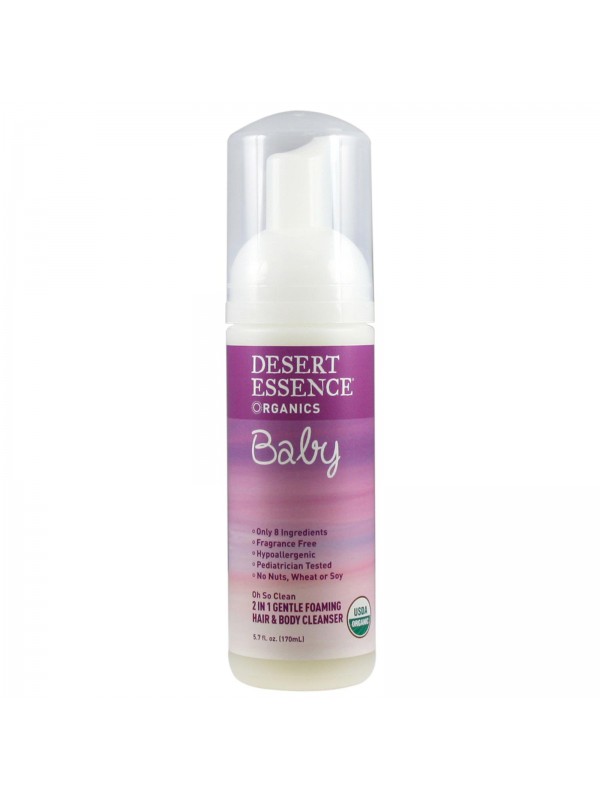 DESERT
ESSENCE®
ORGANICS
Baby
Only 8 Ingredients
Fragrance Free
Hypoallergenic
Pediatrician Tested
No Nuts, Wheat or Soy
Oh So Clean
2 IN 1 GENTLE FOAMING
HAIR & BODY CLEANSER
5.7 fl. oz. (170mL)
USDA
ORGANIC